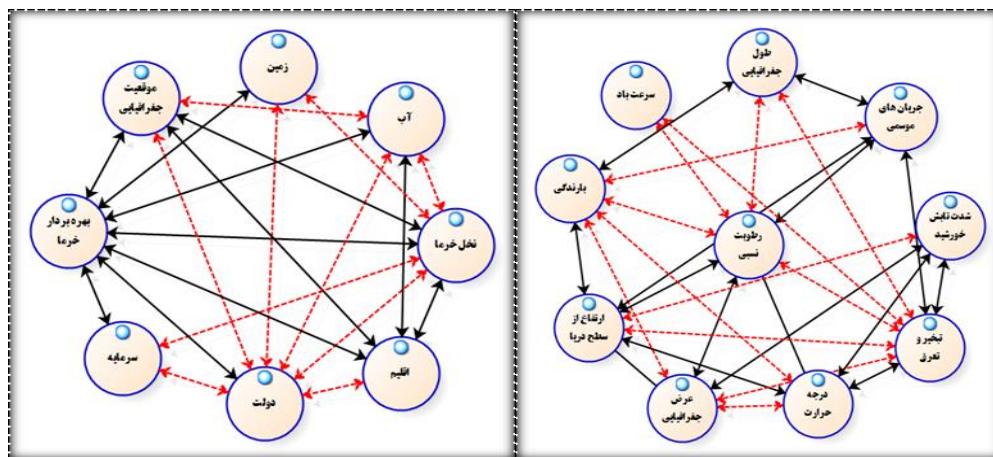 زمین
آب
نخل خرما
اقلیم
دولت
سرمایه
بهره بردار
خرما
موقعیت
جغرافیایی
طول
جغرافیایی
جریان های
موسمی
شدت تابش
خورشید
تبخیر و
تعرق
درجه
حرارت
عرض
جغرافیایی
ارتفاع از
سطح دریا
بارندگی
سرعت باد
رطوبت
نسبی